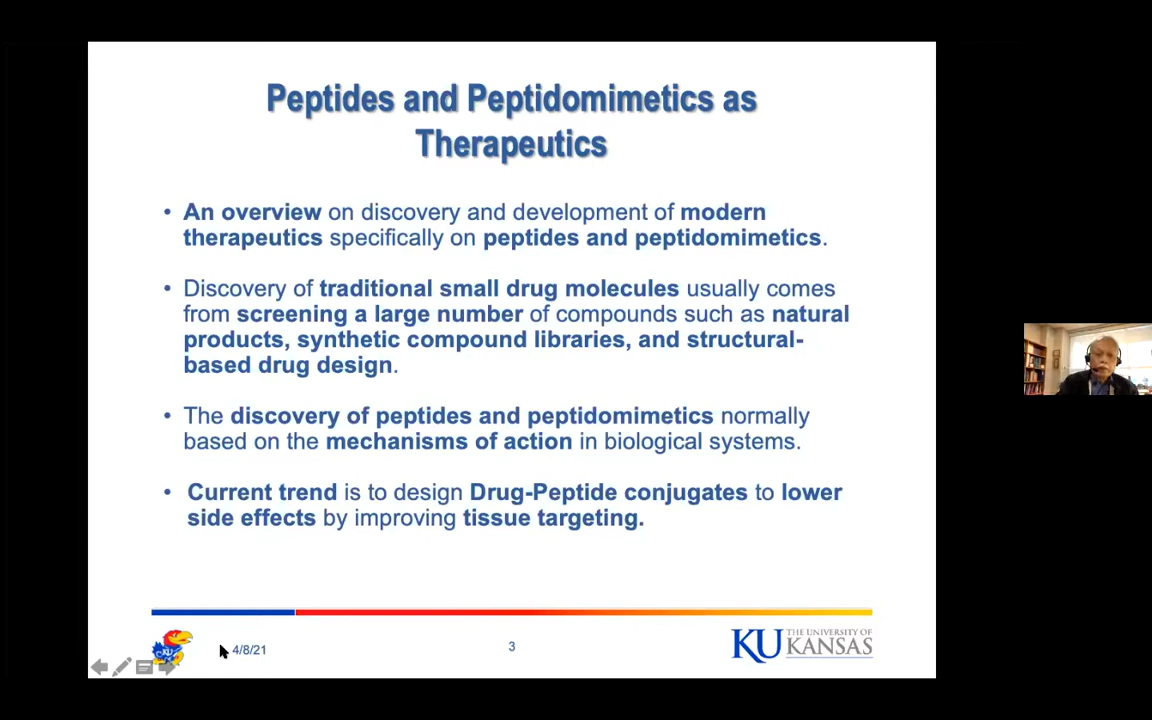 Peptides and Peptidomimetics as
Therapeutics
• An overview on discovery and development of modern
therapeutics specifically on peptides and peptidomimetics.
• Discovery of traditional small drug molecules usually comes
from screening a large number of compounds such as natural
products, synthetic compound libraries, and structural-
based drug design.
• The discovery of peptides and peptidomimetics normally
based on the mechanisms of action in biological systems.
• Current trend is to design Drug-Peptide conjugates to lower
side effects by improving tissue targeting.
KU
4/8/21
3
KU THE UNIVERSITY OF
KANSAS